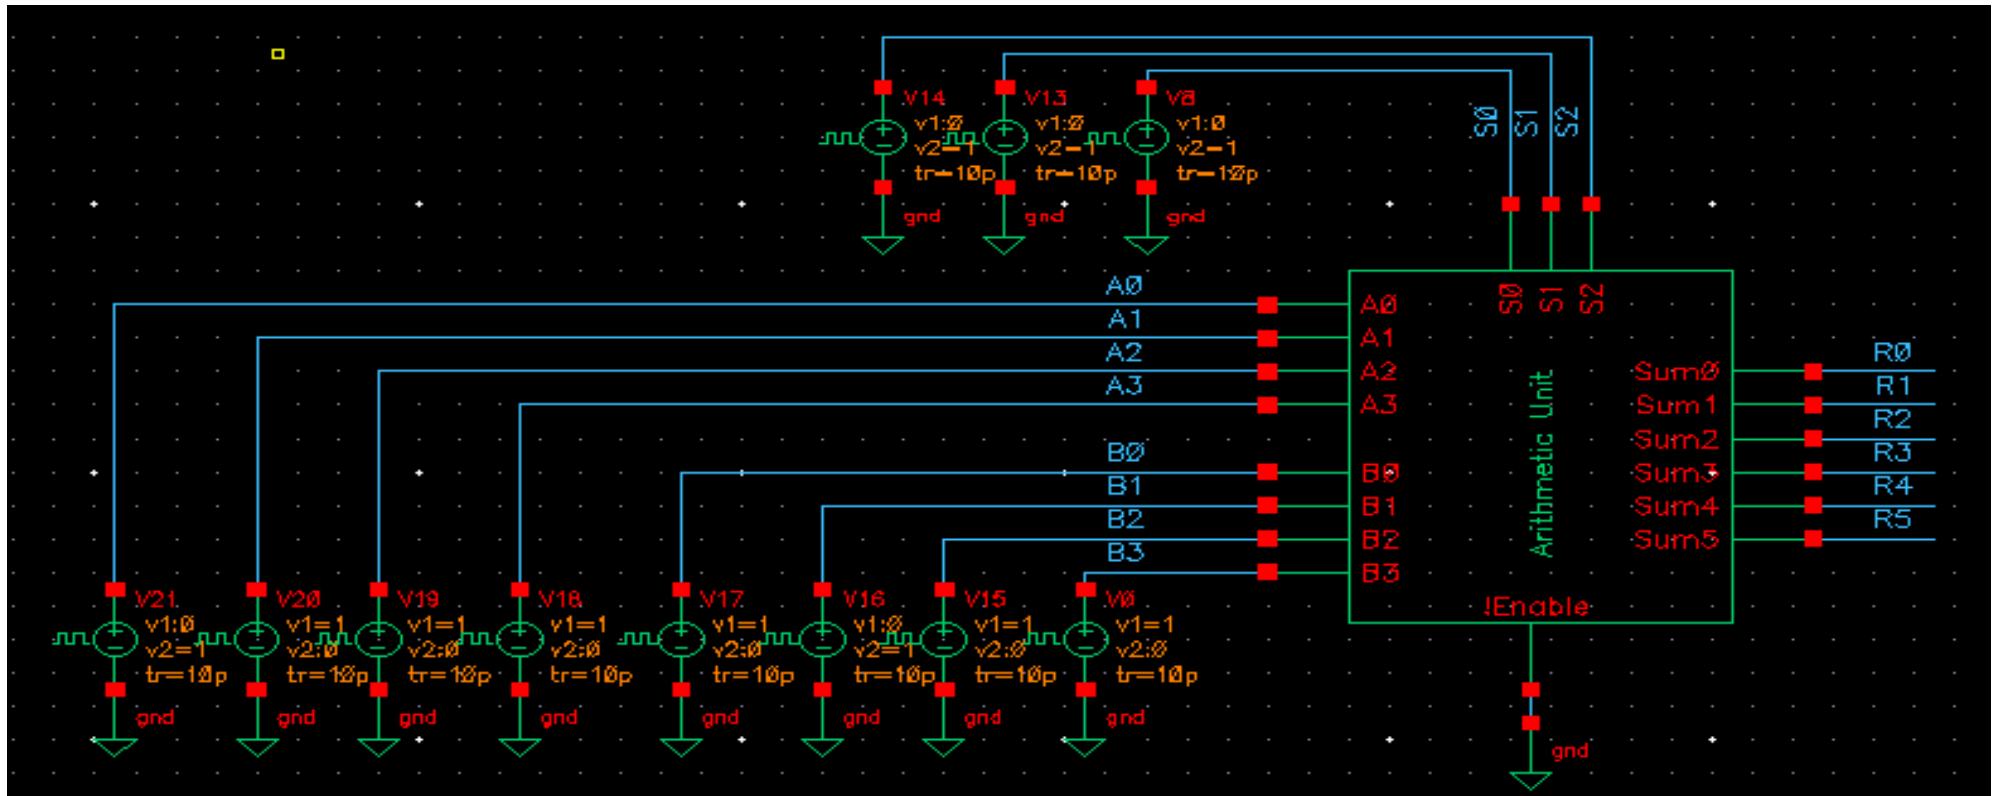 S0
S1
S2
V14
v1:0
v2=1
tr=10p
gnd
V13
v1:0
v2=1
tr=10p
gnd
V8
v1:0
v2=1
tr=10p
gnd
A0
A1
A2
A3
B0
B1
B2
B3
S0
S1
S2
A0
A1
A2
A3
B0
B1
B2
B3
Arithmetic Unit
!Enable
gnd
Sum0
Sum1
Sum2
Sum3
Sum4
Sum5
R0
R1
R2
R3
R4
R5
V21
v1:0
v2=1
tr=10p
gnd
V20
v1=1
v2:0
tr=10p
gnd
V19
v1=1
v2:0
tr=10p
gnd
V18
v1=1
v2:0
tr=10p
gnd
V17
v1=1
v2:0
tr=10p
gnd
V16
v1:0
v2=1
tr=10p
gnd
V15
v1=1
v2:0
tr=10p
gnd
V0
v1=1
v2:0
tr=10p
gnd